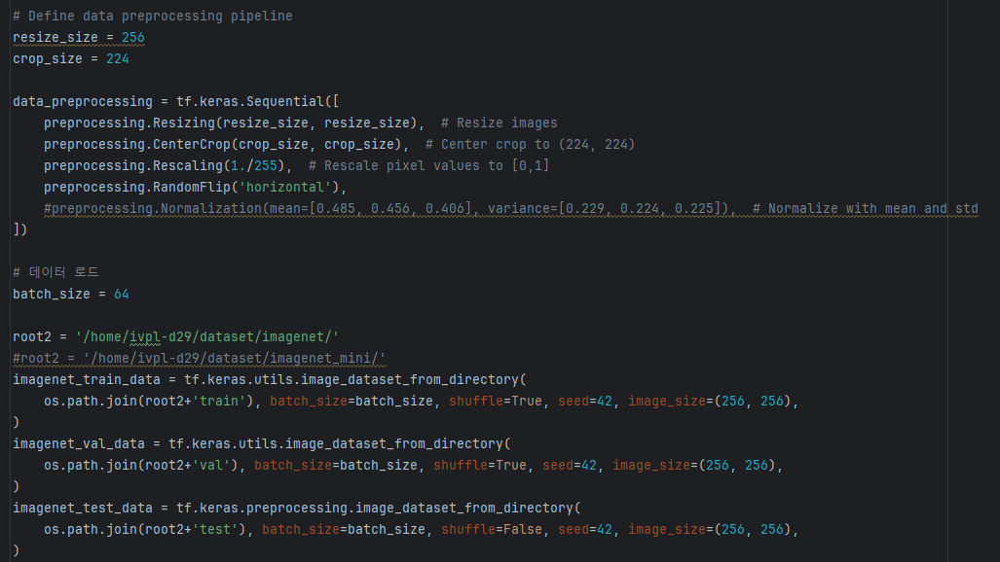 # Define data preprocessing pipeline
resize_size = 256
crop_size = 224
data_preprocessing = tf.keras.Sequential([
    preprocessing.Resizing(resize_size, resize_size),  # Resize images
    preprocessing.CenterCrop(crop_size, crop_size),  # Center crop to (224, 224)
    preprocessing.Rescaling(1./255),  # Rescale pixel values to [0,1]
    preprocessing.RandomFlip('horizontal'),
    #preprocessing.Normalization(mean=[0.485, 0.456, 0.406], variance=[0.229, 0.224, 0.225]),  # Normalize with mean and std
])
# 데이터 로드
batch_size = 64
root2 = '/home/ivpl-d29/dataset/imagenet/'
#root2 = '/home/ivpl-d29/dataset/imagenet_mini/'
imagenet_train_data = tf.keras.utils.image_dataset_from_directory(
    os.path.join(root2+'train'), batch_size=batch_size, shuffle=True, seed=42, image_size=(256, 256),
)
imagenet_val_data = tf.keras.utils.image_dataset_from_directory(
    os.path.join(root2+'val'), batch_size=batch_size, shuffle=True, seed=42, image_size=(256, 256),
)
imagenet_test_data = tf.keras.preprocessing.image_dataset_from_directory(
    os.path.join(root2+'test'), batch_size=batch_size, shuffle=False, seed=42, image_size=(256, 256),
)